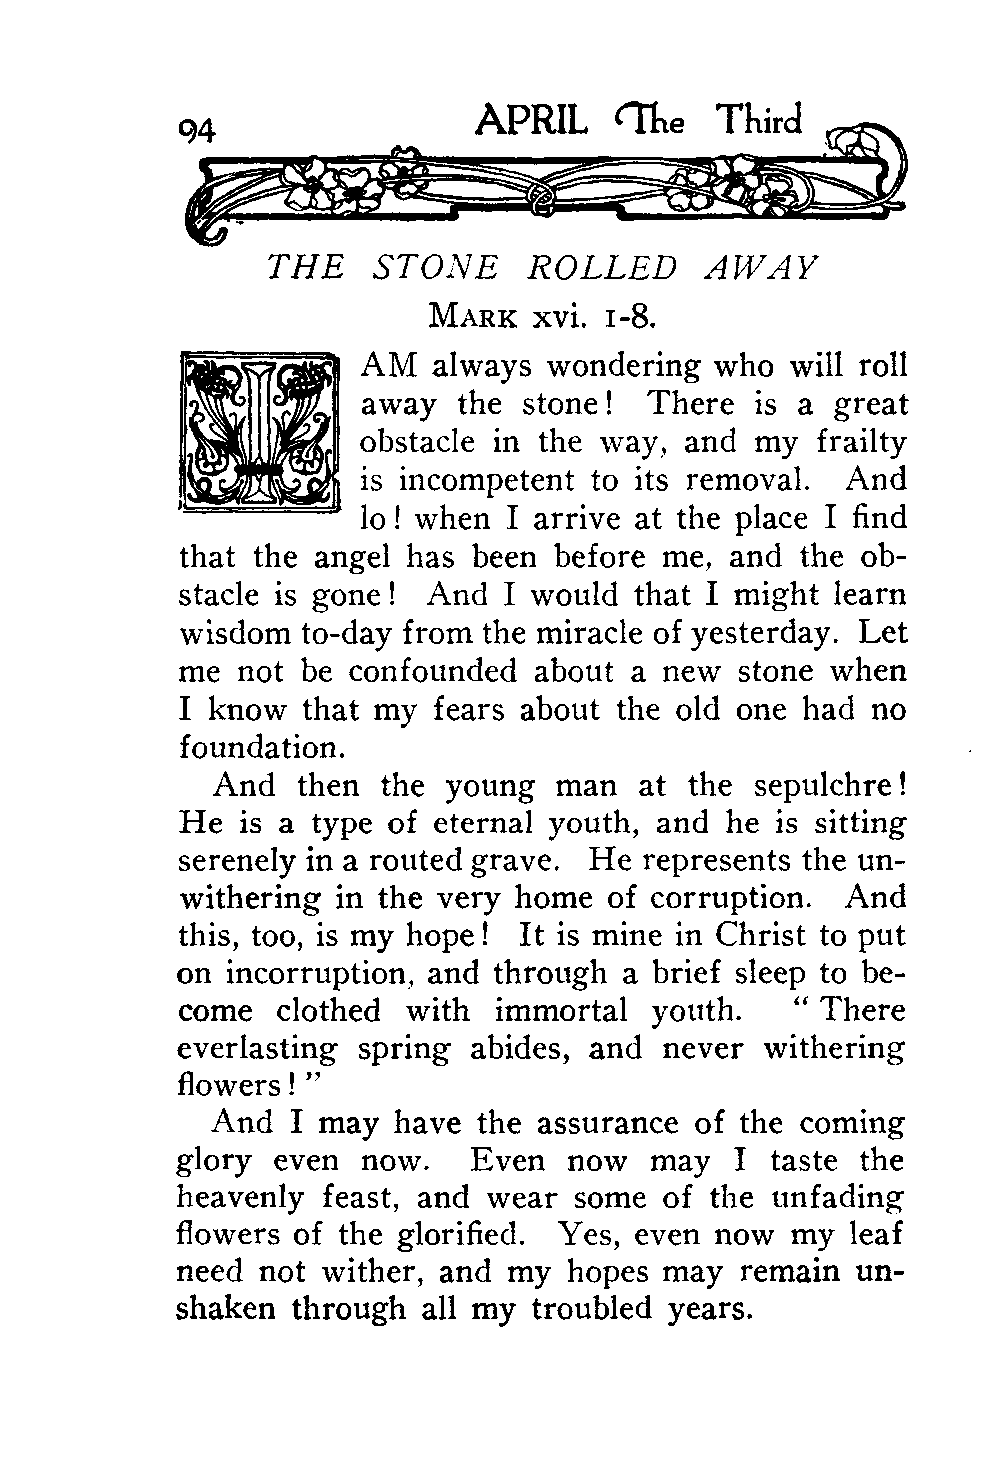 94
APRIL The Third
THE STONE ROLLED AWAY
MARK xvi. 1-8.
I AM always wondering who will roll
away the stone! There is a great
obstacle in the way, and my frailty
is incompetent to its removal. And
lo! when I arrive at the place I find
that the angel has been before me, and the ob-
stacle is gone! And I would that I might learn
wisdom to-day from the miracle of yesterday. Let
me not be confounded about a new stone when
I know that my fears about the old one had no
foundation.
And then the young man at the sepulchre!
He is a type of eternal youth, and he is sitting
serenely in a routed grave. He represents the un-
withering in the very home of corruption. And
this, too, is my hope! It is mine in Christ to put
on incorruption, and through a brief sleep to be-
come clothed with immortal youth. “ There
everlasting spring abides, and never withering
flowers! ”
And I may have the assurance of the coming
glory even now. Even now may I taste the
heavenly feast, and wear some of the unfading
flowers of the glorified. Yes, even now my leaf
need not wither, and my hopes may remain un-
shaken through all my troubled years.